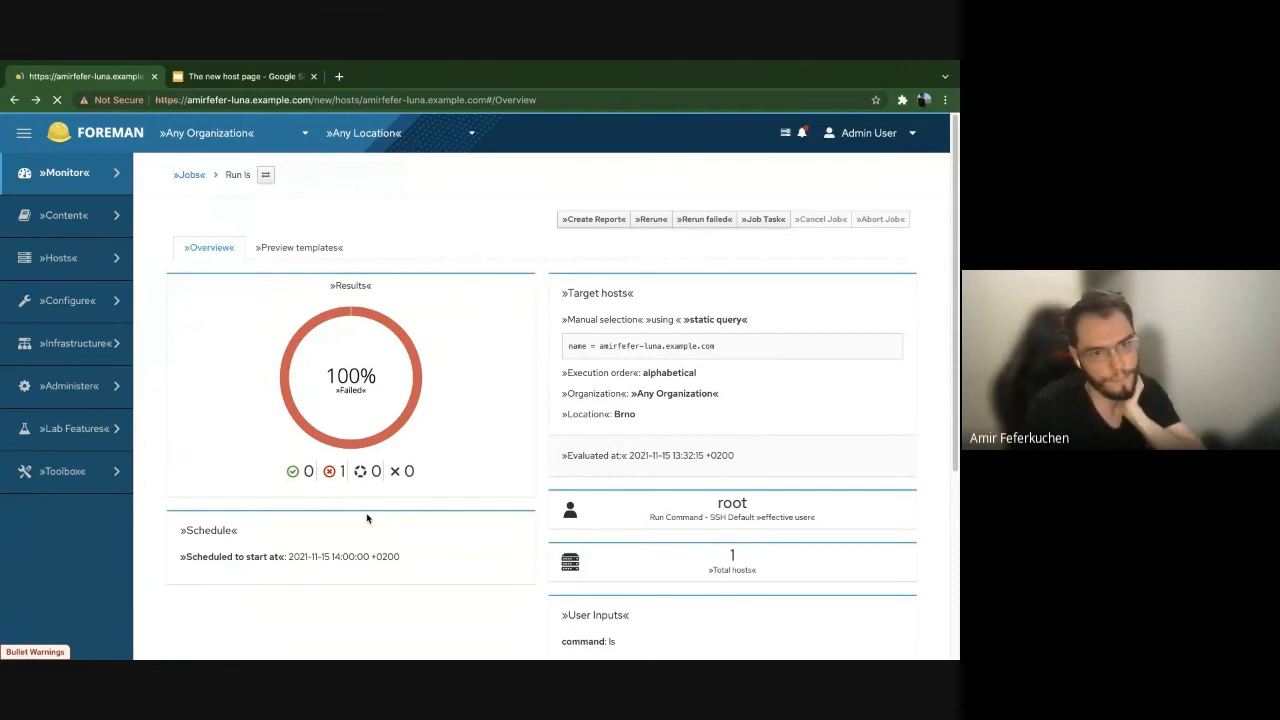 https://amirfefer-luna.example
The new host page - Google S
Not Secure
https://amirfefer-luna.example.com/new/hosts/amirfefer-luna.example.com#/Overview
FOREMAN
»Any Organization«
»Any Location«
Admin User
»Monitor«
»Content«
»Hosts«
»Configure«
»Infrastructure«
»Administer«
»Lab Features«
»Toolbox«
»Jobs« > Run ls
»Create Report« »Rerun« »Rerun failed« »Job Task« »Cancel Job« »Abort Job«
»Overview« »Preview templates«
»Results«
100%
»Failed«
0 1 0 0
»Schedule«
»Scheduled to start at«: 2021-11-15 14:00:00 +0200
»Target hosts«
»Manual selection« »using « »static query«
name = amirfefer-luna.example.com
»Execution order«: alphabetical
»Organization«: »Any Organization«
»Location«: Brno
»Evaluated at:« 2021-11-15 13:32:15 +0200
root
Run Command - SSH Default »effective user«
1
»Total hosts«
»User Inputs«
command: ls
Bullet Warnings
Amir Feferkuchen